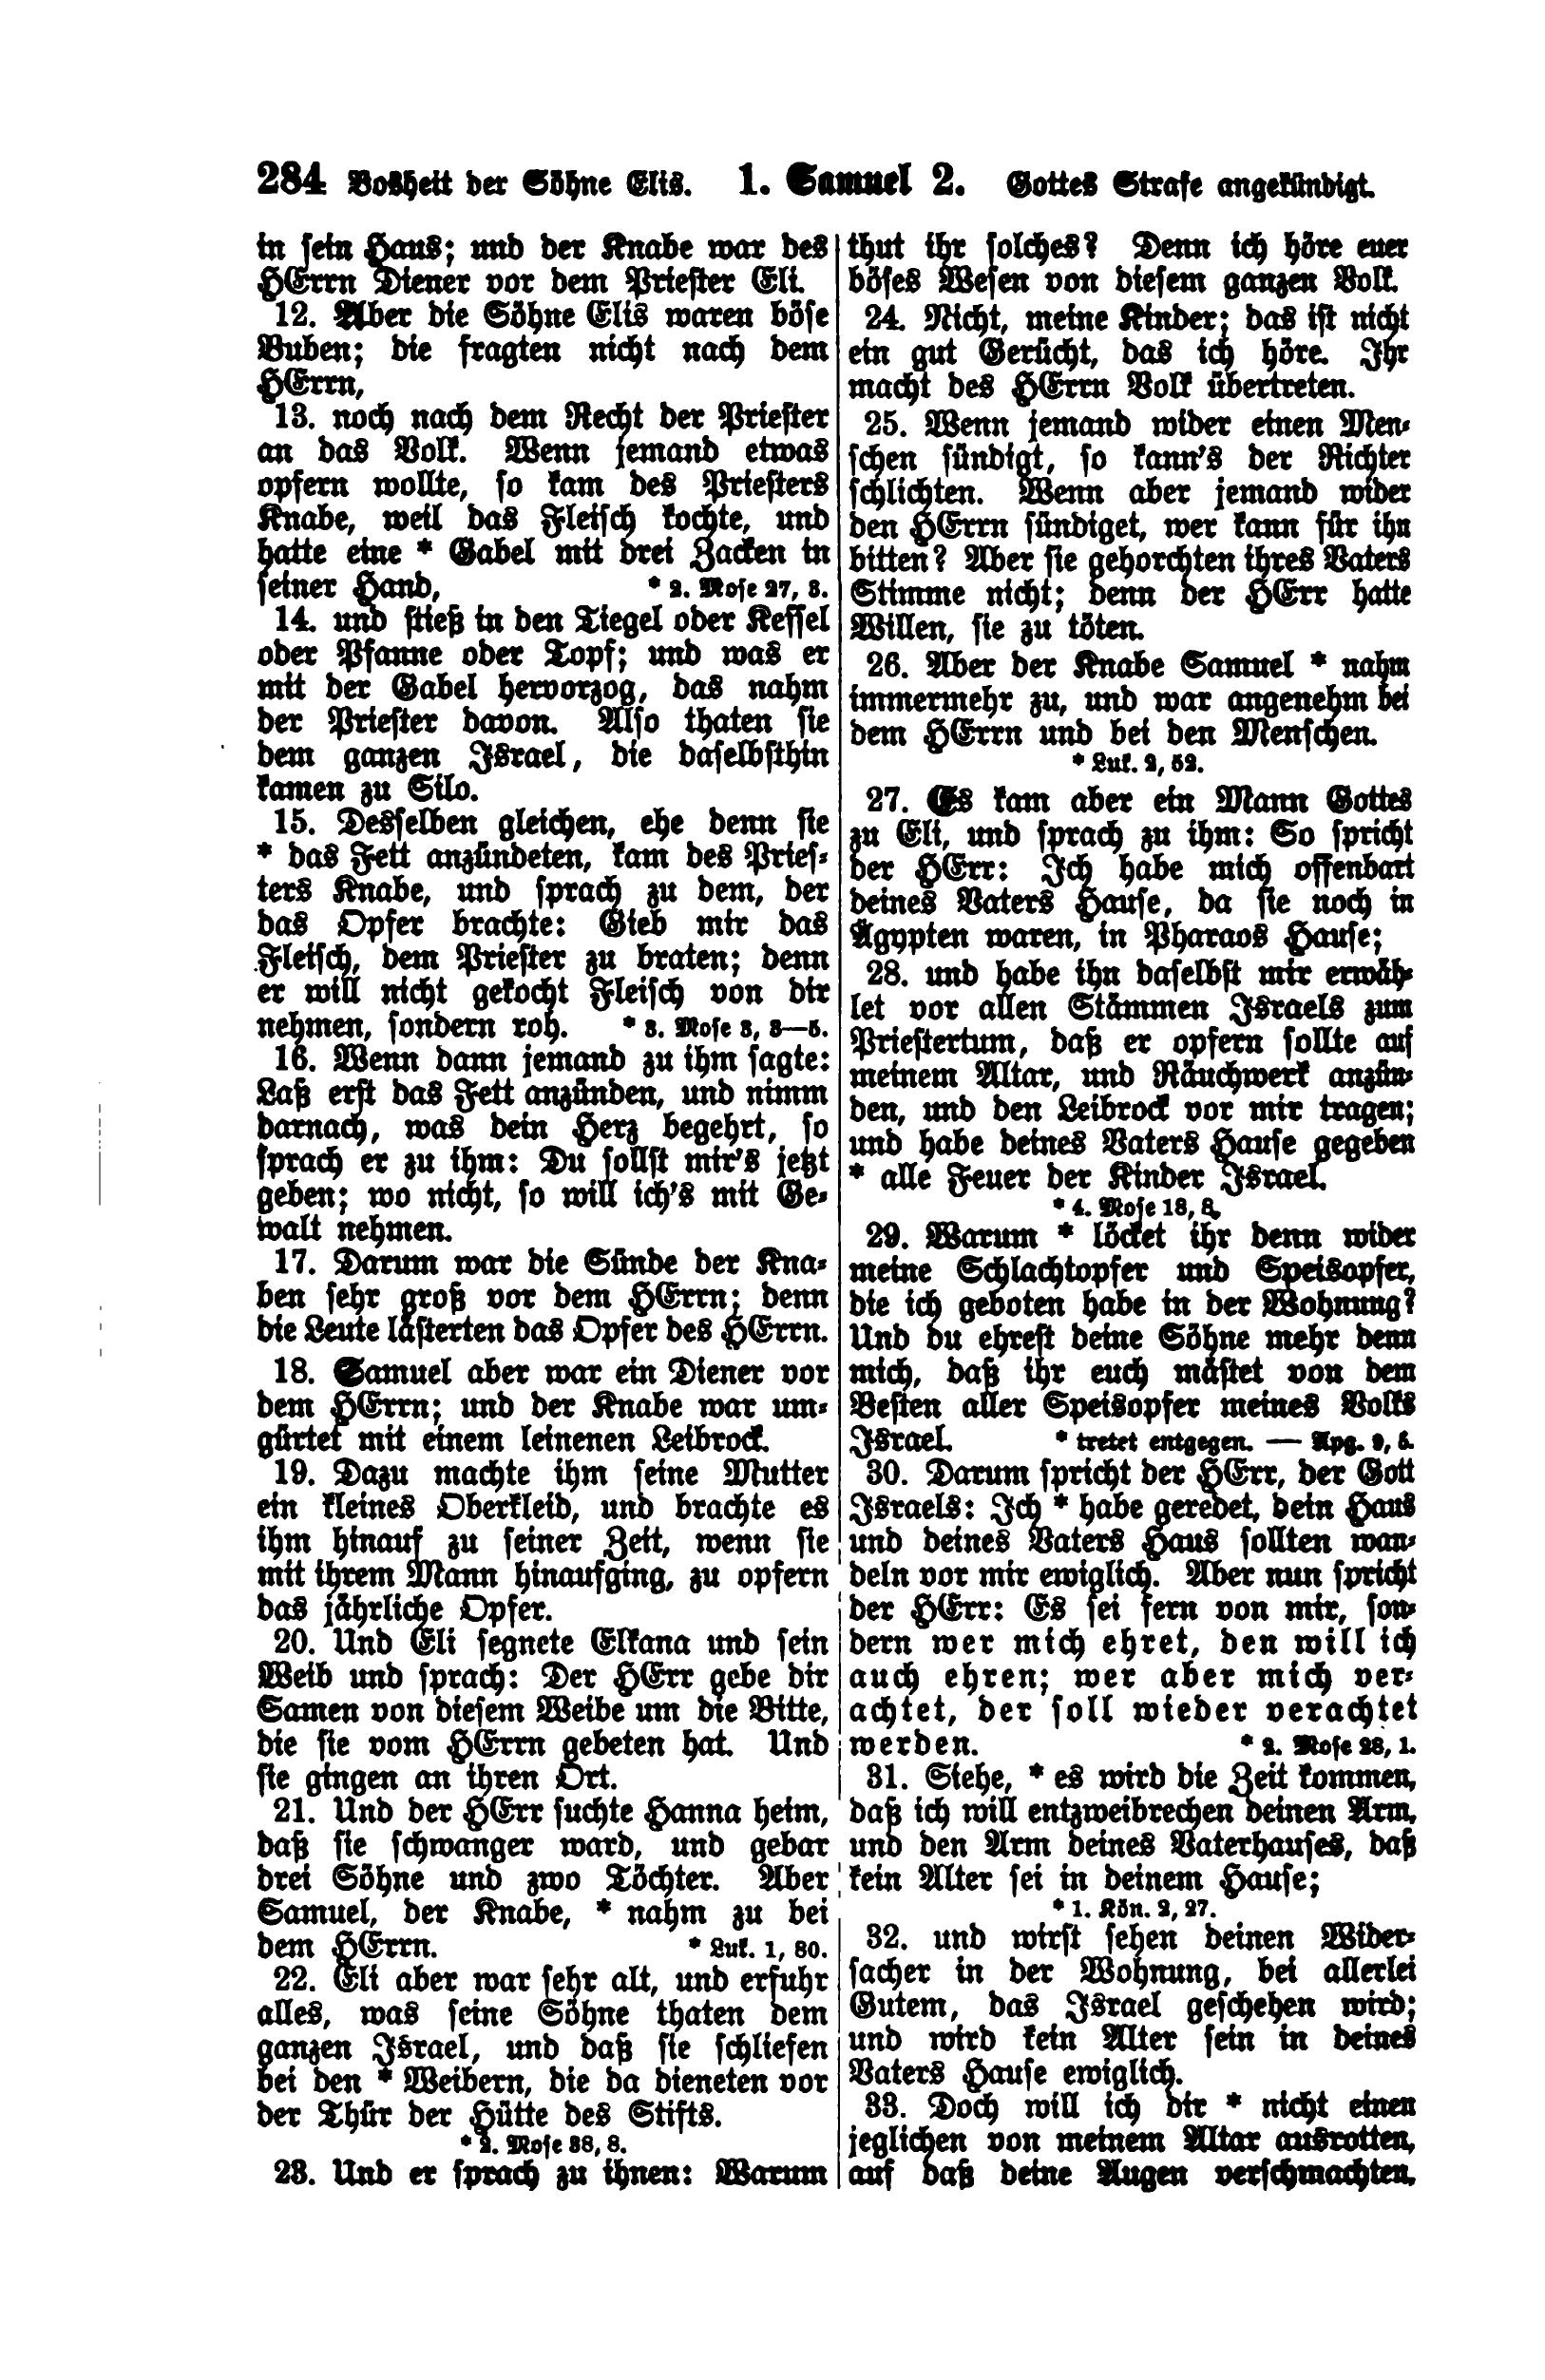 284 Bosheit der Söhne Elis. 1. Samuel 2. Gottes Strafe angekündigt.
in sein Haus; und der Knabe war des
HErrn Diener vor dem Priester Eli.
12. Aber die Söhne Elis waren böse
Buben; die fragten nicht nach dem
HErrn,
13. noch nach dem Recht der Priester
an das Volk. Wenn jemand etwas
opfern wollte, so kam des Priesters
Knabe, weil das Fleisch kochte, und
hatte eine * Gabel mit drei Zacken in
seiner Hand, * 2. Mose 27, 3.
14. und stieß in den Tiegel oder Kessel
oder Pfanne oder Topf; und was er
mit der Gabel hervorzog, das nahm
der Priester davon. Also thaten sie
dem ganzen Israel, die daselbsthin
kamen zu Silo.
15. Desselben gleichen, ehe denn sie
* das Fett anzündeten, kam des Pries-
ters Knabe, und sprach zu dem, der
das Opfer brachte: Gieb mir das
Fleisch, dem Priester zu braten; denn
er will nicht gekocht Fleisch von dir
nehmen, sondern roh. * 3. Mose 3, 3—5.
16. Wenn dann jemand zu ihm sagte:
Laß erst das Fett anzünden, und nimm
darnach, was dein Herz begehrt, so
sprach er zu ihm: Du sollst mir's jetzt
geben; wo nicht, so will ich's mit Ge-
walt nehmen.
17. Darum war die Sünde der Kna-
ben sehr groß vor dem HErrn; denn
die Leute lästerten das Opfer des HErrn.
18. Samuel aber war ein Diener vor
dem HErrn; und der Knabe war um-
gürtet mit einem leinenen Leibrock.
19. Dazu machte ihm seine Mutter
ein kleines Oberkleid, und brachte es
ihm hinauf zu seiner Zeit, wenn sie
mit ihrem Mann hinaufging, zu opfern
das jährliche Opfer.
20. Und Eli segnete Elkana und sein
Weib und sprach: Der HErr gebe dir
Samen von diesem Weibe um die Bitte,
die sie vom HErrn gebeten hat. Und
sie gingen an ihren Ort.
21. Und der HErr suchte Hanna heim,
daß sie schwanger ward, und gebar
drei Söhne und zwo Töchter. Aber
Samuel, der Knabe, * nahm zu bei
dem HErrn. * Luk. 1, 80.
22. Eli aber war sehr alt, und erfuhr
alles, was seine Söhne thaten dem
ganzen Israel, und daß sie schliefen
bei den * Weibern, die da dieneten vor
der Thür der Hütte des Stifts.
* 2. Mose 38, 8.
23. Und er sprach zu ihnen: Warum
thut ihr solches? Denn ich höre euer
böses Wesen von diesem ganzen Volk.
24. Nicht, meine Kinder; das ist nicht
ein gut Gerücht, das ich höre. Ihr
macht des HErrn Volk übertreten.
25. Wenn jemand wider einen Men-
schen sündigt, so kann's der Richter
schlichten. Wenn aber jemand wider
den HErrn sündiget, wer kann für ihn
bitten? Aber sie gehorchten ihres Vaters
Stimme nicht; denn der HErr hatte
Willen, sie zu töten.
26. Aber der Knabe Samuel * nahm
immermehr zu, und war angenehm bei
dem HErrn und bei den Menschen.
* Luk. 2, 52.
27. Es kam aber ein Mann Gottes
zu Eli, und sprach zu ihm: So spricht
der HErr: Ich habe mich offenbart
deines Vaters Hause, da sie noch in
Ägypten waren, in Pharaos Hause;
28. und habe ihn daselbst mir erwäh-
let vor allen Stämmen Israels zum
Priestertum, daß er opfern sollte auf
meinem Altar, und Räuchwerk anzün-
den, und den Leibrock vor mir tragen;
und habe deines Vaters Hause gegeben
* alle Feuer der Kinder Israel.
* 4. Mose 18, 8.
29. Warum * löcket ihr denn wider
meine Schlachtopfer und Speisopfer,
die ich geboten habe in der Wohnung?
Und du ehrest deine Söhne mehr denn
mich, daß ihr euch mästet von dem
Besten aller Speisopfer meines Volks
Israel. * tretet entgegen. — Apg. 9, 5.
30. Darum spricht der HErr, der Gott
Israels: Ich * habe geredet, dein Haus
und deines Vaters Haus sollten wan-
deln vor mir ewiglich. Aber nun spricht
der HErr: Es sei fern von mir, son-
dern wer mich ehret, den will ich
auch ehren; wer aber mich ver-
achtet, der soll wieder verachtet
werden. * 2. Mose 28, 1.
31. Siehe, * es wird die Zeit kommen,
daß ich will entzweibrechen deinen Arm,
und den Arm deines Vaterhauses, daß
kein Alter sei in deinem Hause;
* 1. Kön. 2, 27.
32. und wirst sehen deinen Wider-
sacher in der Wohnung, bei allerlei
Gutem, das Israel geschehen wird;
und wird kein Alter sein in deines
Vaters Hause ewiglich.
33. Doch will ich dir * nicht einen
jeglichen von meinem Altar ausrotten,
auf daß deine Augen verschmachten,